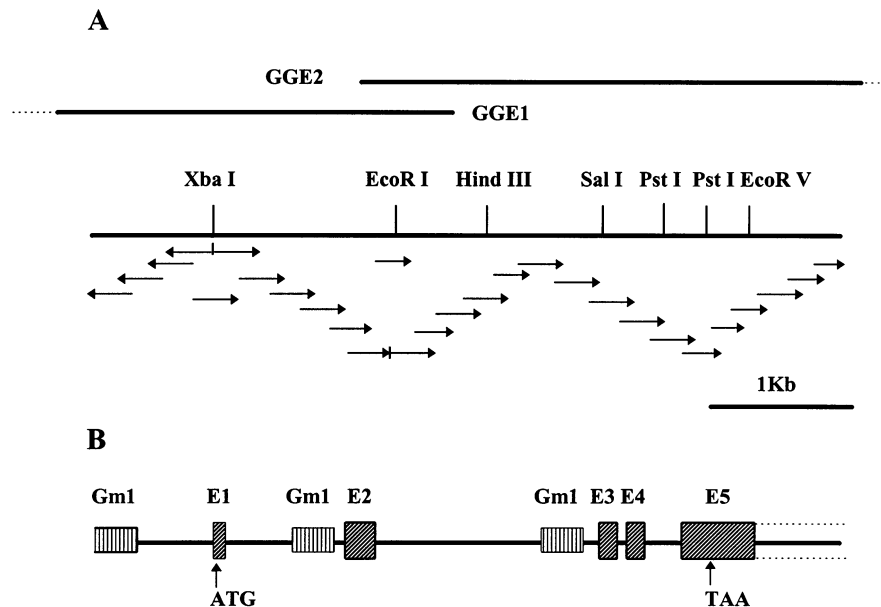 A
GGE2
GGE1
Xba I EcoR I Hind III Sal I Pst I Pst I EcoR V
1Kb
B
Gm1 E1 Gm1 E2 Gm1 E3 E4 E5
ATG TAA